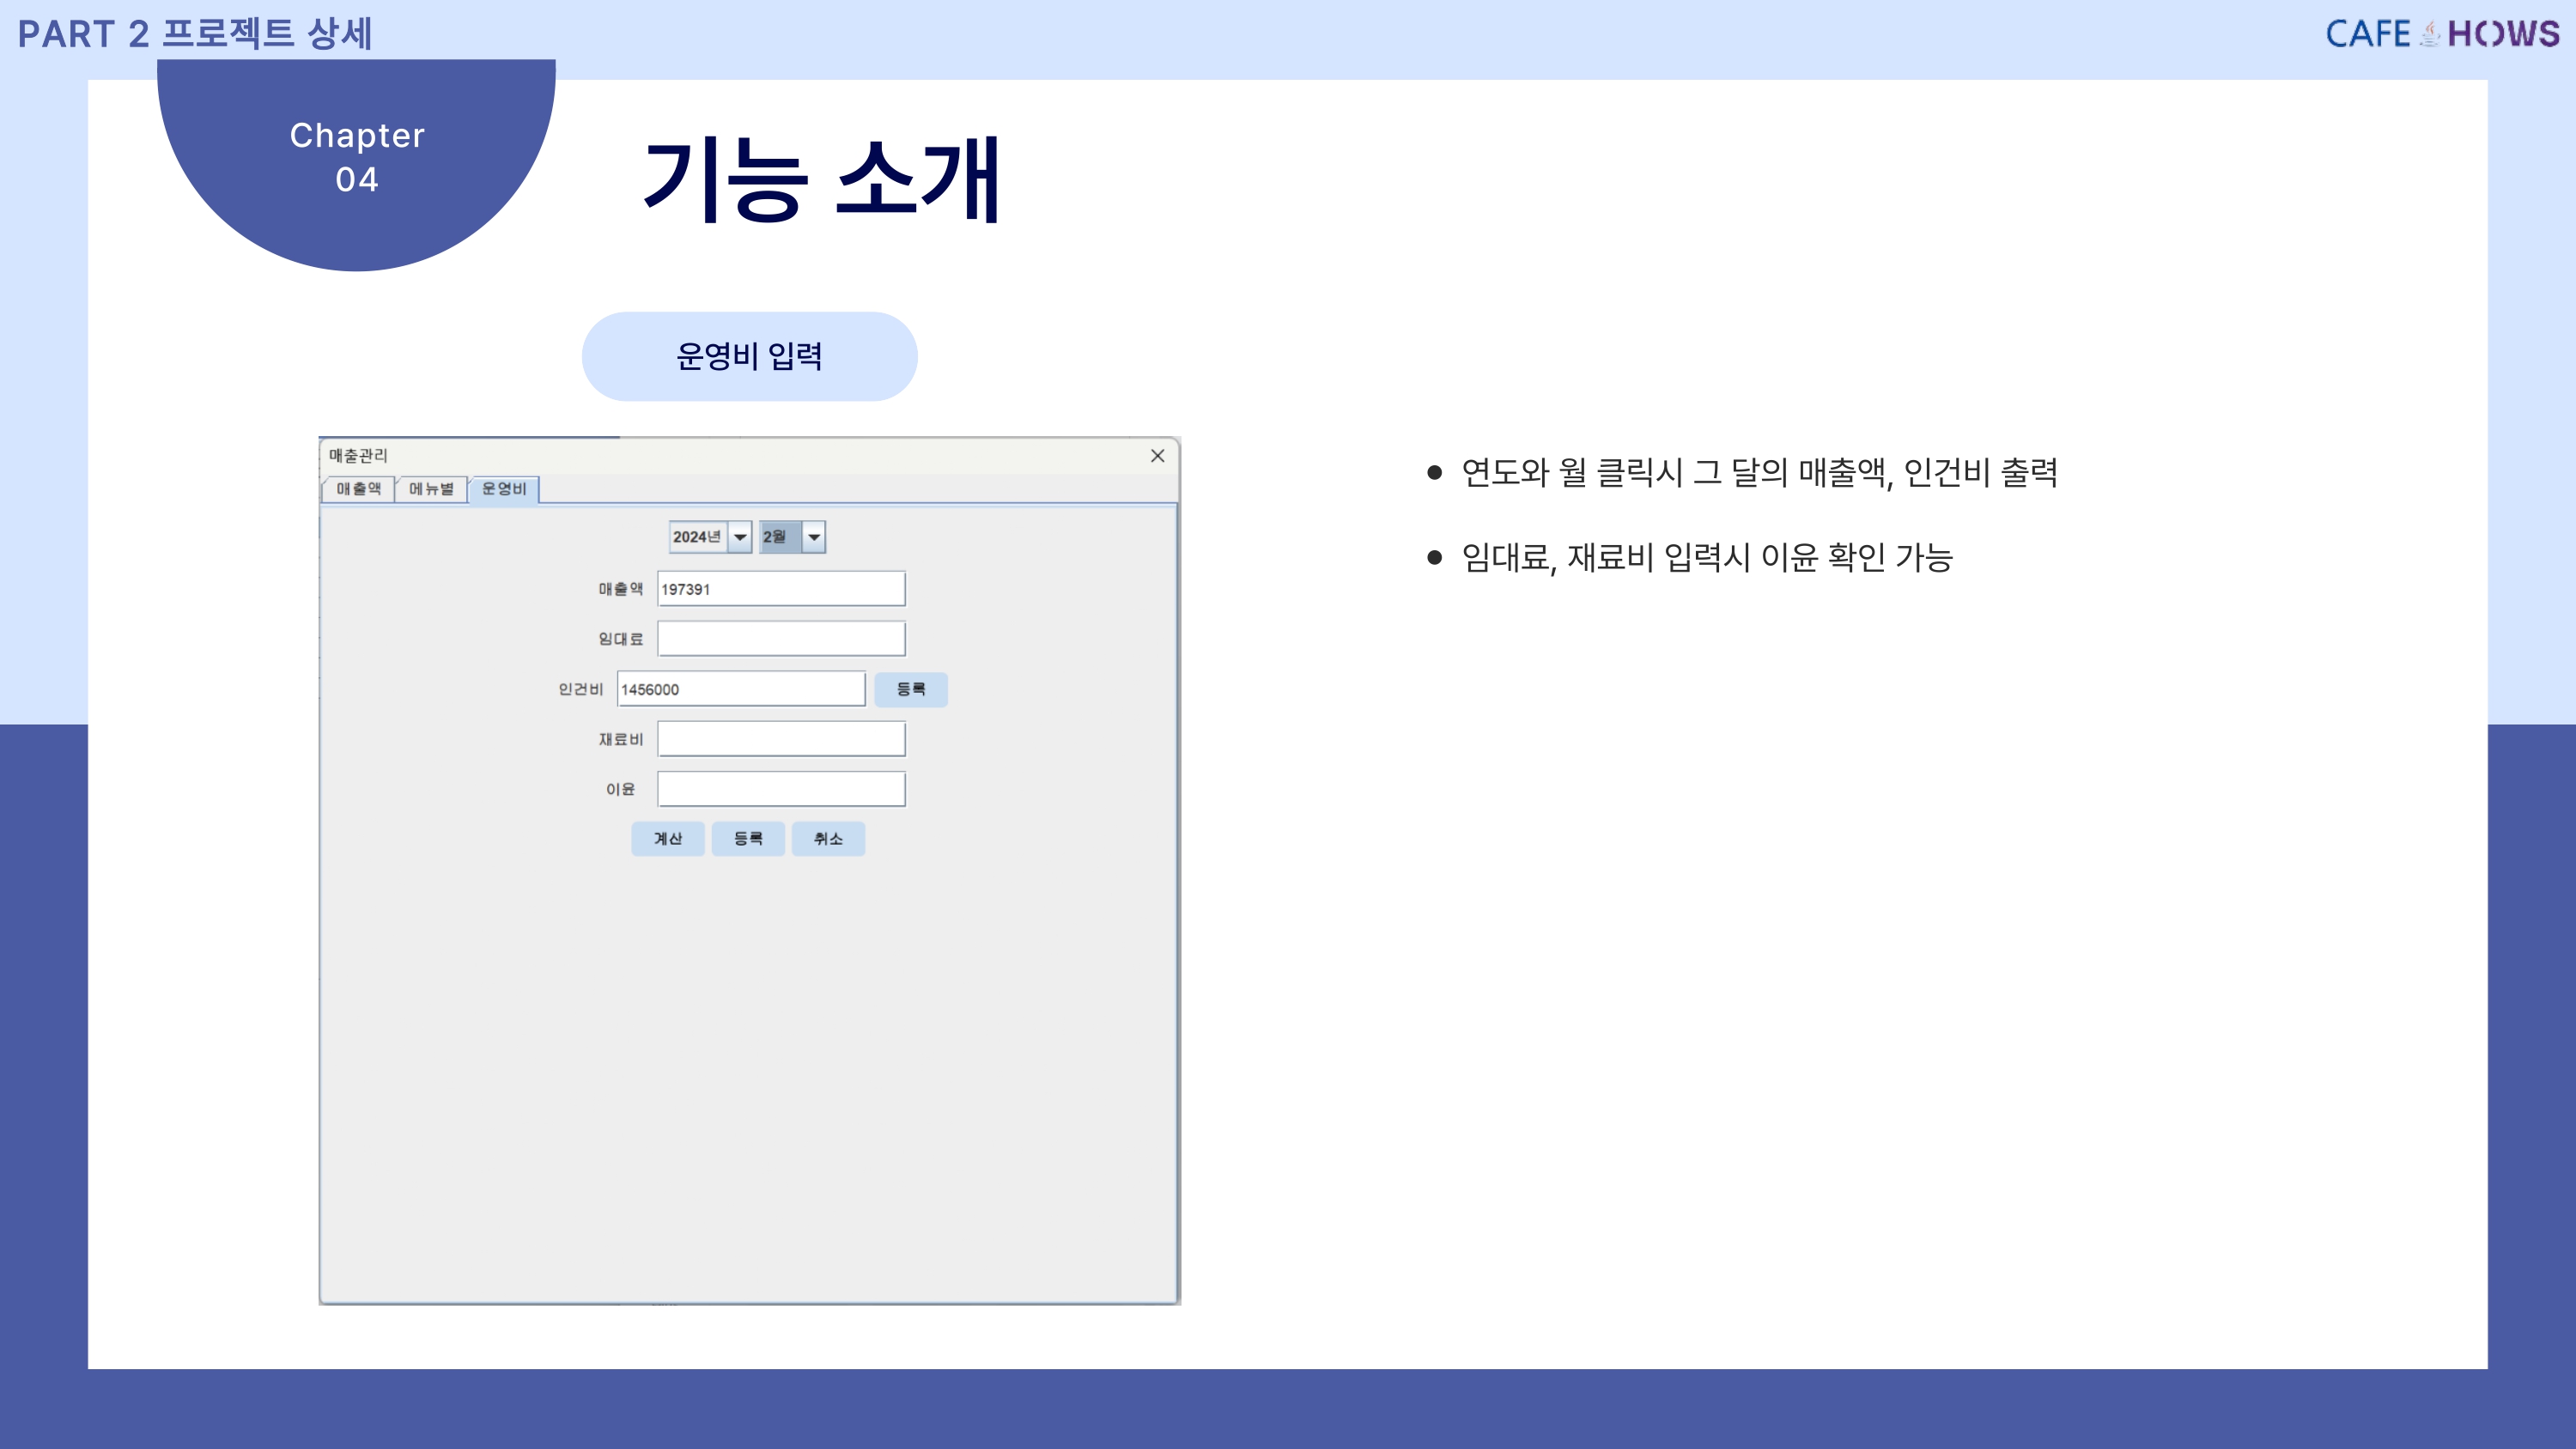 PART 2 프로젝트 상세
CAFE HOWS
Chapter
04
기능 소개
운영비 입력
매출관리
매출액 메뉴별 운영비
2024년 2월
매출액 197391
임대료
인건비 1456000 등록
재료비
이윤
계산 등록 취소
● 연도와 월 클릭시 그 달의 매출액, 인건비 출력
● 임대료, 재료비 입력시 이윤 확인 가능